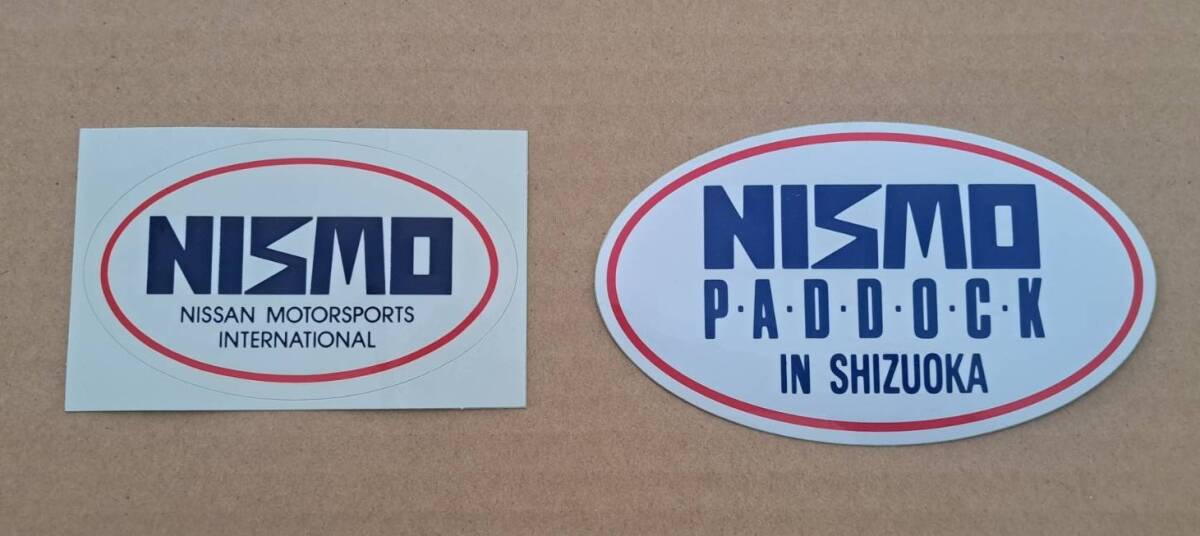 NISMO
NISSAN MOTORSPORTS
INTERNATIONAL
NISMO
P·A·D·D·O·C·K
IN SHIZUOKA